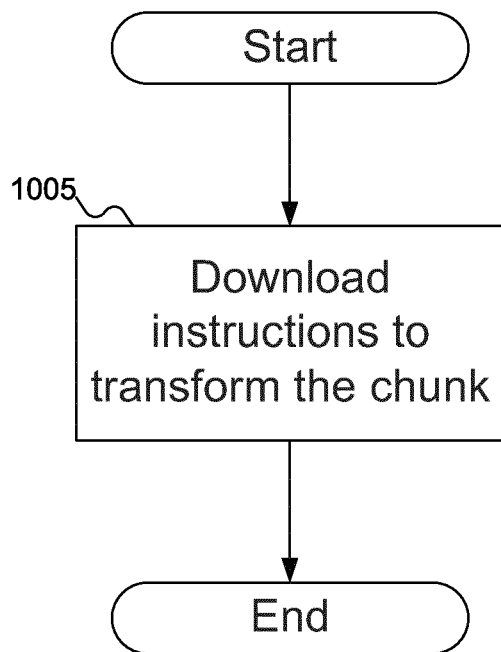 Start
1005
Download
instructions to
transform the chunk
End